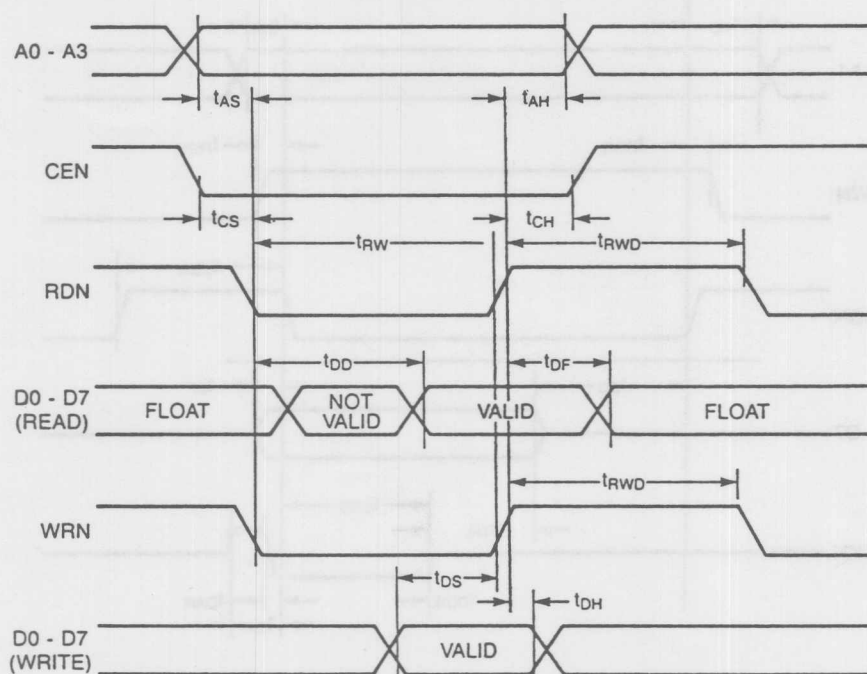 A0 - A3
tAS
tAH
CEN
tCS
tCH
tRW
tRWD
RDN
tDD
tDF
D0 - D7
(READ)
FLOAT
NOT
VALID
VALID
FLOAT
tRWD
WRN
tDS
tDH
D0 - D7
(WRITE)
VALID